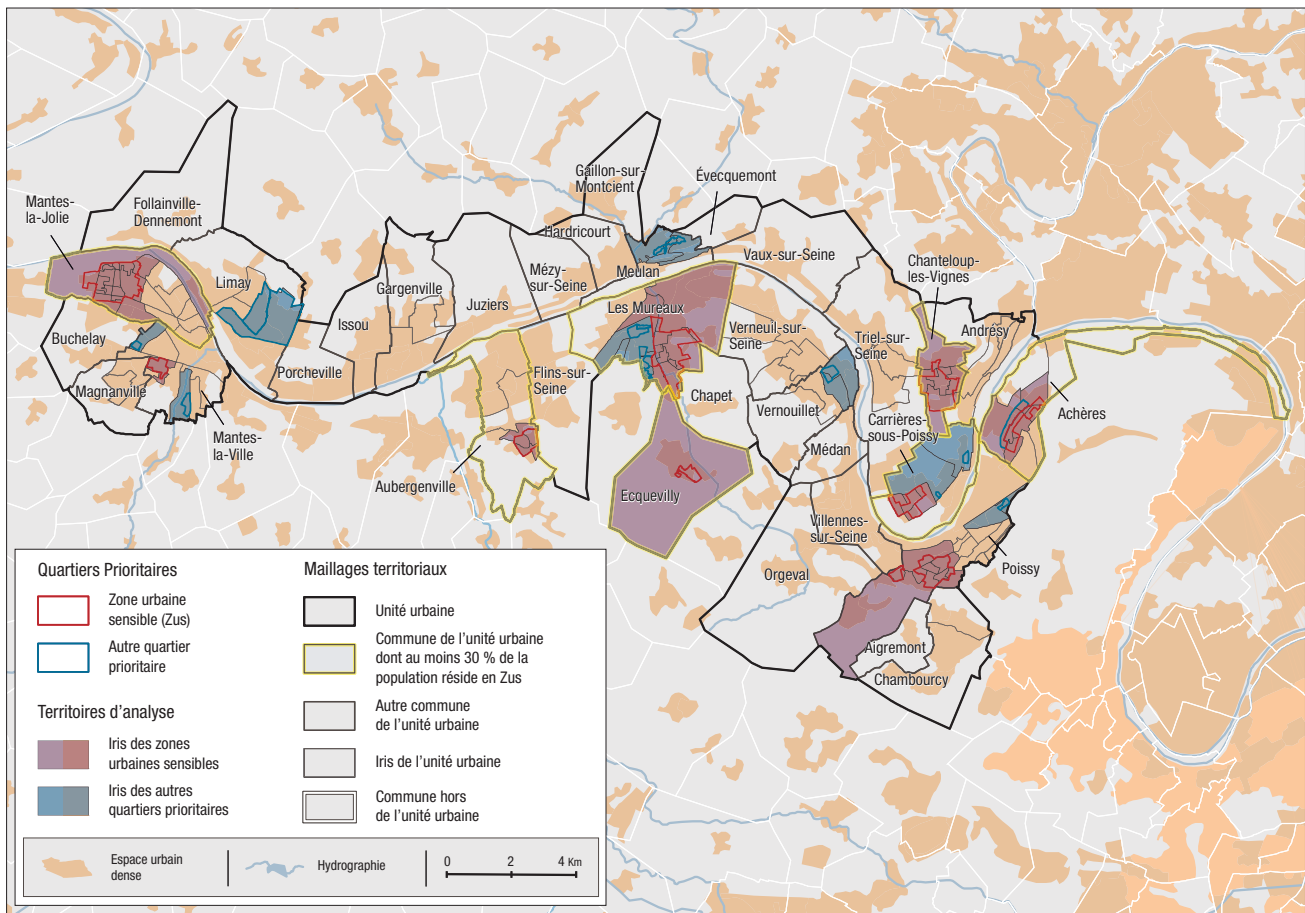 Gaillon-sur-
Montcient
Évecquemont
Mantes-
la-Jolie
Follainville-
Dennemont
Hardricourt
Vaux-sur-Seine
Chanteloup-
les-Vignes
Limay
Gargenville
Mézy-
sur-Seine
Meulan
Juziers
Les Mureaux
Issou
Verneuil-sur-
Seine
Triel-sur-
Seine
Andrésy
Buchelay
Porcheville
Flins-sur-
Seine
Magnanville
Chapet
Vernouillet
Achères
Carrières-
sous-Poissy
Mantes-
la-Ville
Médan
Aubergenville
Ecquevilly
Villennes-
sur-Seine
Orgeval
Poissy
Aigremont
Chambourcy
Quartiers Prioritaires
Zone urbaine
sensible (Zus)
Autre quartier
prioritaire
Territoires d'analyse
Iris des zones
urbaines sensibles
Iris des autres
quartiers prioritaires
Maillages territoriaux
Unité urbaine
Commune de l'unité urbaine
dont au moins 30 % de la
population réside en Zus
Autre commune
de l'unité urbaine
Iris de l'unité urbaine
Commune hors
de l'unité urbaine
Espace urbain
dense
Hydrographie
0 2 4 Km